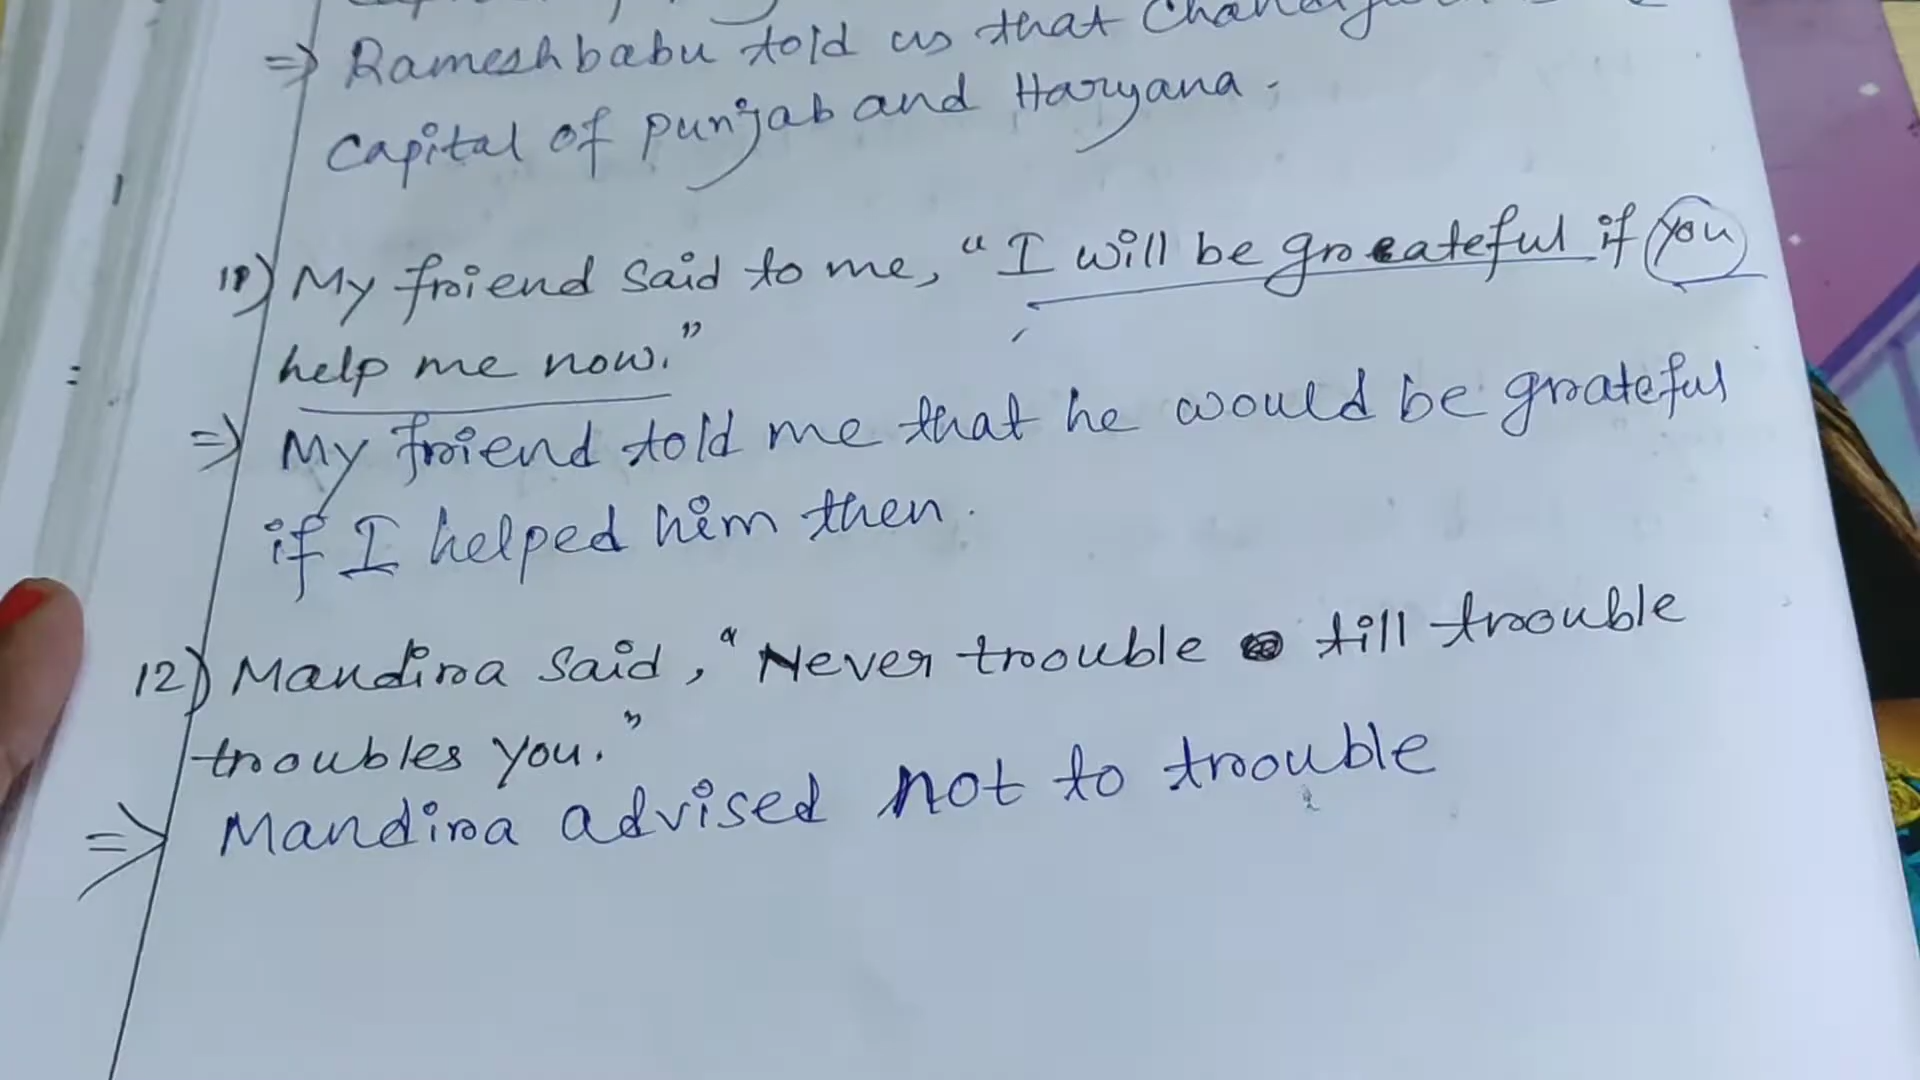 => Rameshbabu told us that
capital of punjab and Haryana.
11) My friend said to me, "I will be greateful if you
help me now."
=> My friend told me that he would be grateful
if I helped him then.
12) Mandira said, "Never trouble till trouble
troubles you."
=> Mandira advised not to trouble